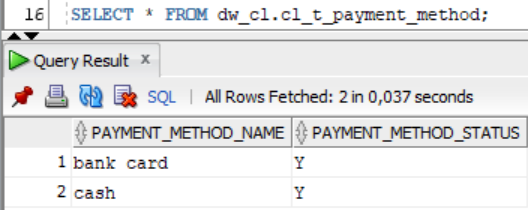 16 SELECT * FROM dw_cl.cl_t_payment_method;
Query Result x
SQL | All Rows Fetched: 2 in 0,037 seconds
PAYMENT_METHOD_NAME PAYMENT_METHOD_STATUS
1 bank card Y
2 cash Y